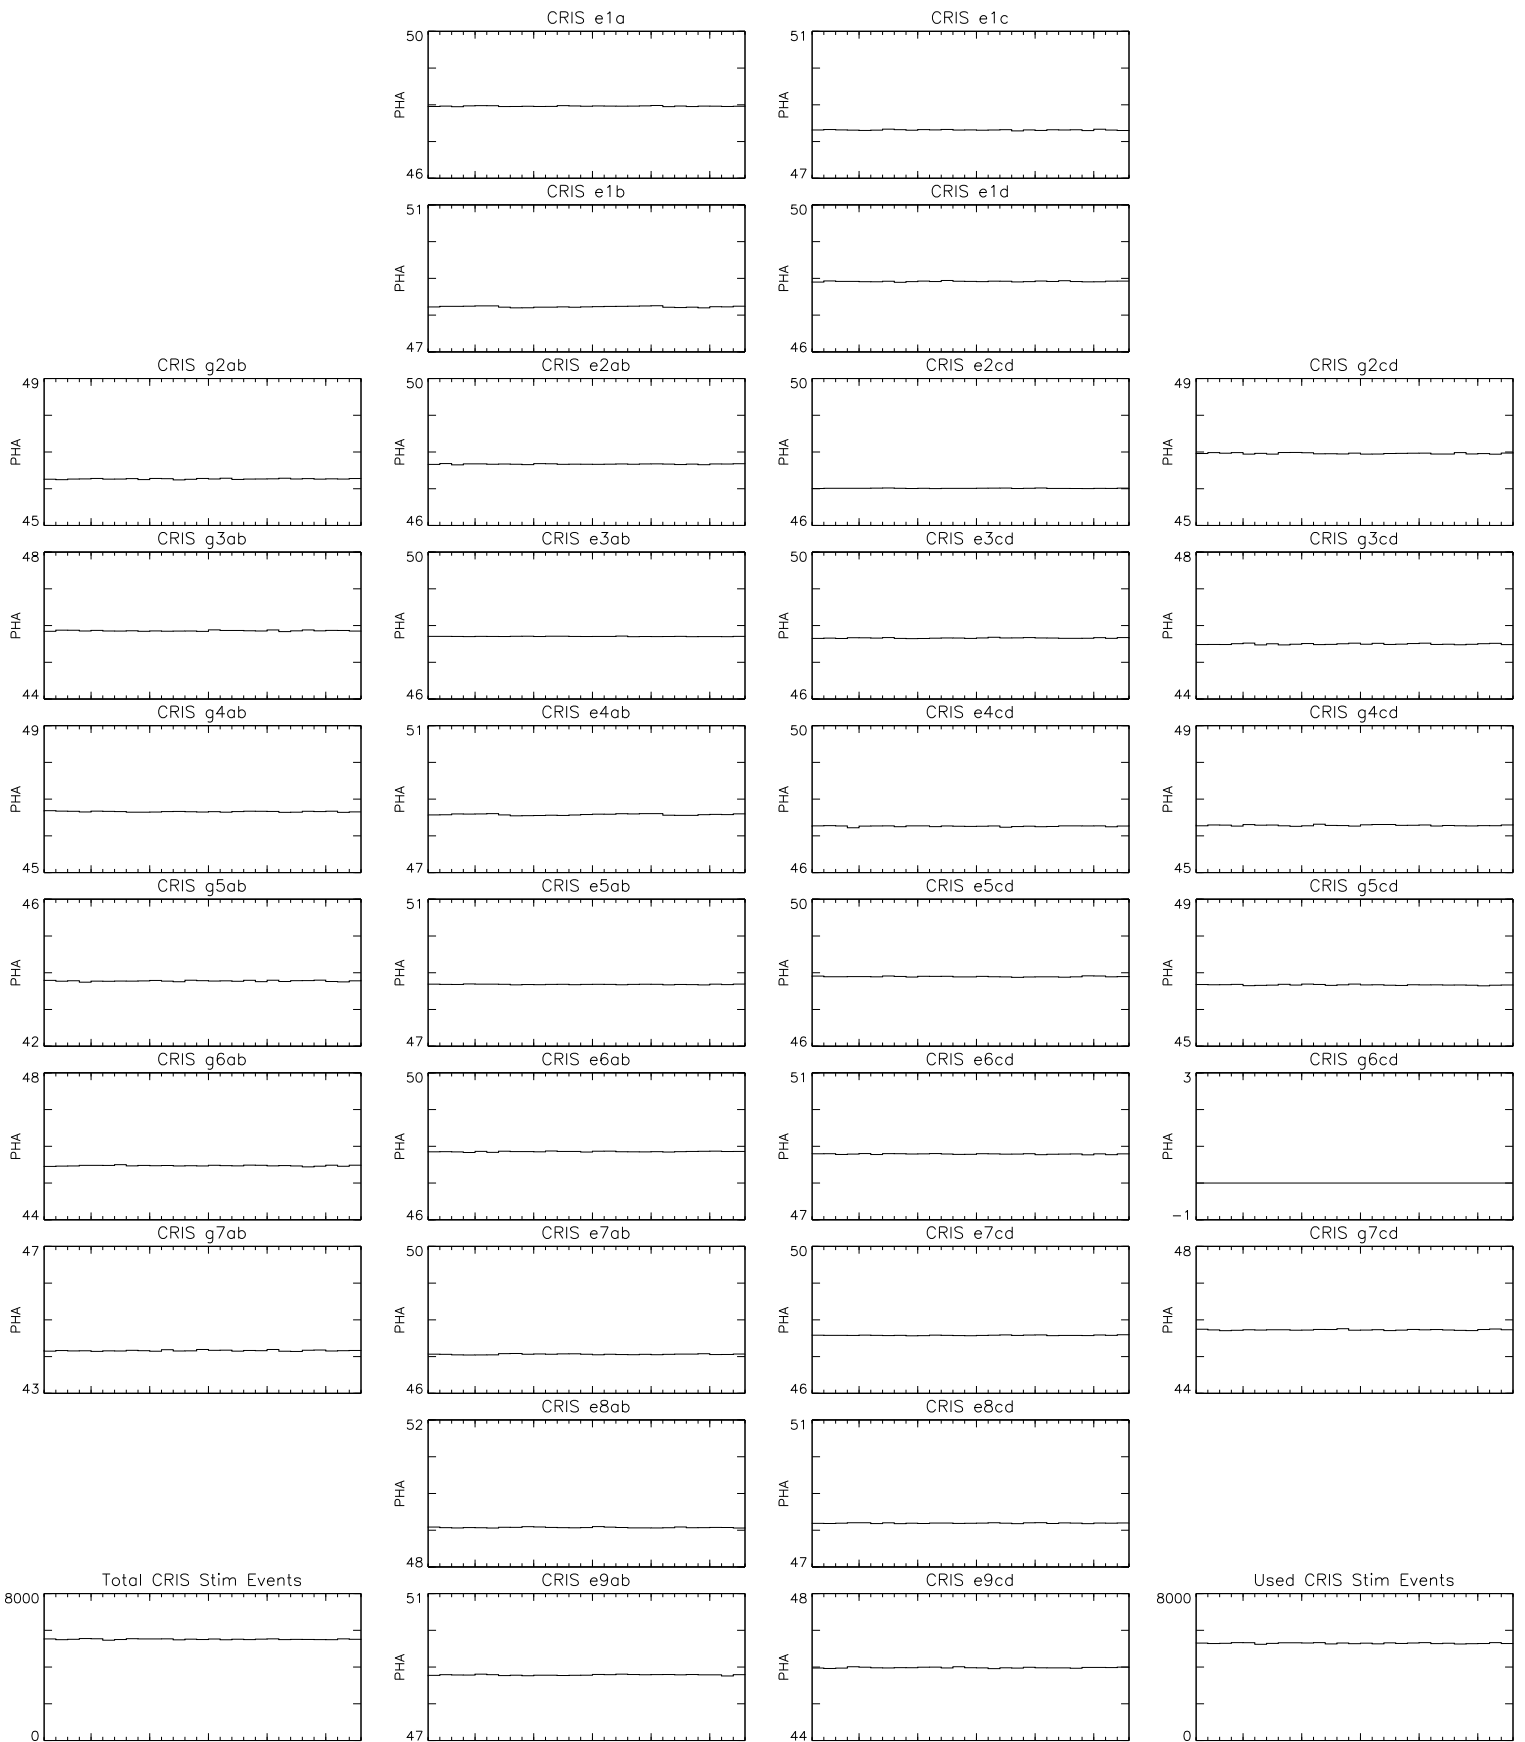 CRIS e1a
50
PHA
46
CRIS e1c
51
PHA
47
CRIS e1b
51
PHA
47
CRIS e1d
50
PHA
46
CRIS g2ab
49
PHA
45
CRIS e2ab
50
PHA
46
CRIS e2cd
50
PHA
46
CRIS g2cd
49
PHA
45
CRIS g3ab
48
PHA
44
CRIS e3ab
50
PHA
46
CRIS e3cd
50
PHA
46
CRIS g3cd
48
PHA
44
CRIS g4ab
49
PHA
45
CRIS e4ab
51
PHA
47
CRIS e4cd
50
PHA
46
CRIS g4cd
49
PHA
45
CRIS g5ab
46
PHA
42
CRIS e5ab
51
PHA
47
CRIS e5cd
50
PHA
46
CRIS g5cd
49
PHA
45
CRIS g6ab
48
PHA
44
CRIS e6ab
50
PHA
46
CRIS e6cd
51
PHA
47
CRIS g6cd
3
PHA
-1
CRIS g7ab
47
PHA
43
CRIS e7ab
50
PHA
46
CRIS e7cd
50
PHA
46
CRIS g7cd
48
PHA
44
CRIS e8ab
52
PHA
48
CRIS e8cd
51
PHA
47
Total CRIS Stim Events
8000
0
CRIS e9ab
51
PHA
47
CRIS e9cd
48
PHA
44
Used CRIS Stim Events
8000
0